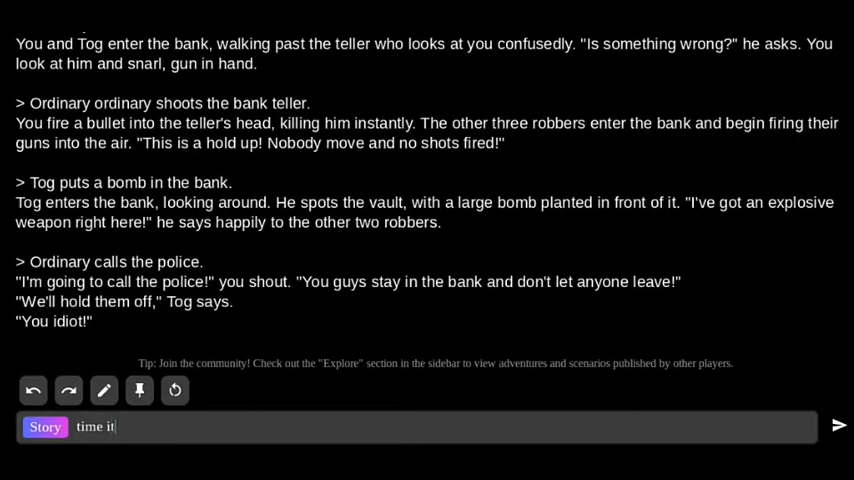 You and Tog enter the bank, walking past the teller who looks at you confusedly. "Is something wrong?" he asks. You
look at him and snarl, gun in hand.
> Ordinary ordinary shoots the bank teller.
You fire a bullet into the teller's head, killing him instantly. The other three robbers enter the bank and begin firing their
guns into the air. "This is a hold up! Nobody move and no shots fired!"
> Tog puts a bomb in the bank.
Tog enters the bank, looking around. He spots the vault, with a large bomb planted in front of it. "I've got an explosive
weapon right here!" he says happily to the other two robbers.
> Ordinary calls the police.
"I'm going to call the police!" you shout. "You guys stay in the bank and don't let anyone leave!"
"We'll hold them off," Tog says.
"You idiot!"
Tip: Join the community! Check out the "Explore" section in the sidebar to view adventures and scenarios published by other players.
Story time it